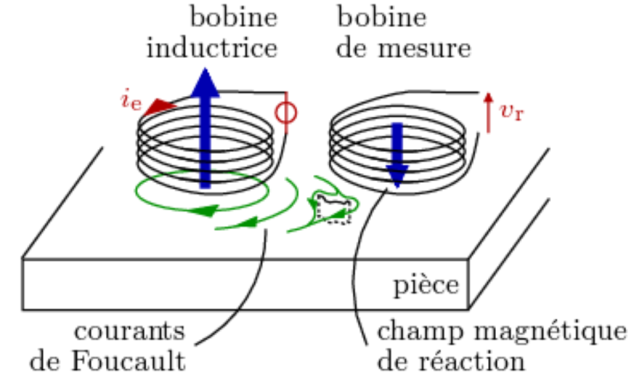 bobine
inductrice
bobine
de mesure
iₑ
vᵣ
pièce
courants
de Foucault
champ magnétique
de réaction